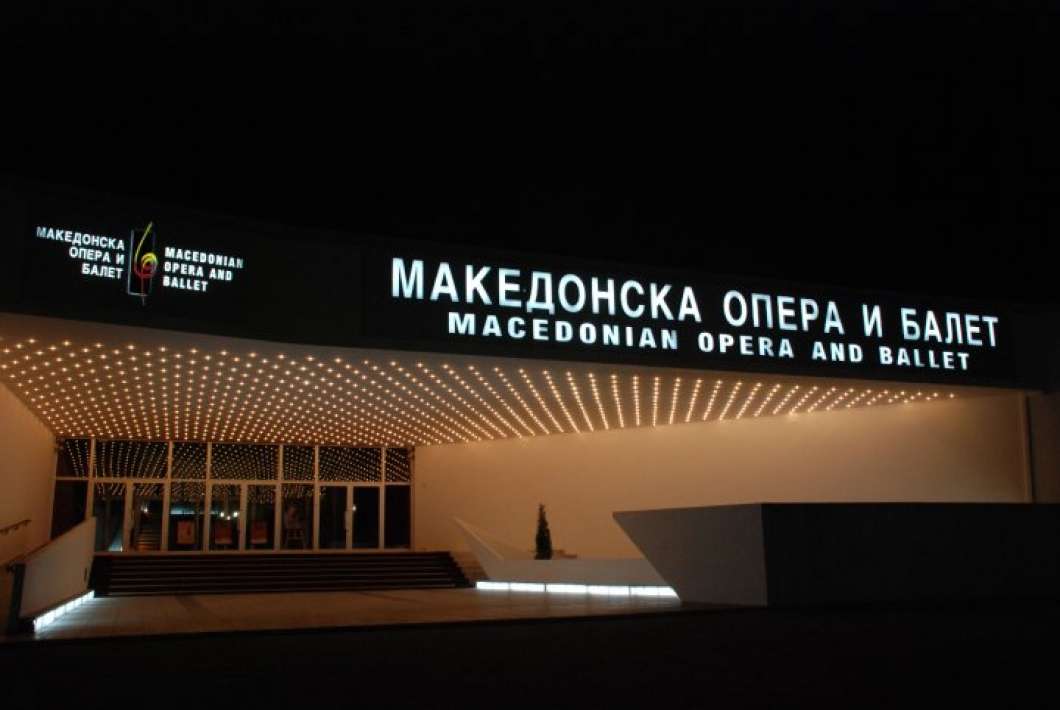 МАКЕДОНСКА
ОПЕРА И
БАЛЕТ
MACEDONIAN
OPERA AND
BALLET
МАКЕДОНСКА ОПЕРА И БАЛЕТ
MACEDONIAN OPERA AND BALLET